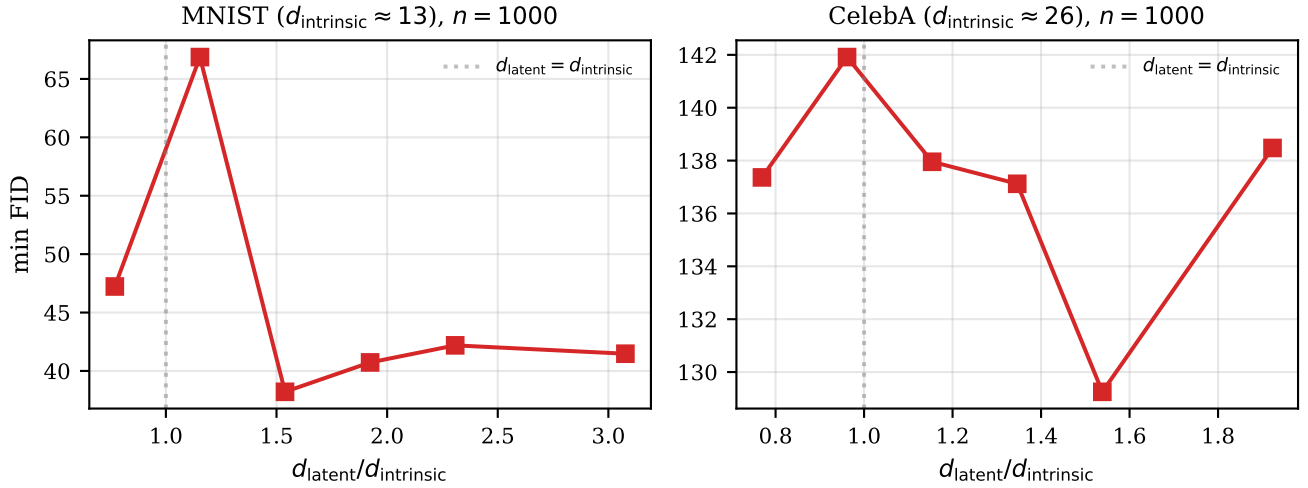 MNIST (d_intrinsic ≈ 13), n = 1000
min FID
65
60
55
50
45
40
d_latent = d_intrinsic
1.0 1.5 2.0 2.5 3.0
d_latent/d_intrinsic
CelebA (d_intrinsic ≈ 26), n = 1000
142
140
138
136
134
132
130
d_latent = d_intrinsic
0.8 1.0 1.2 1.4 1.6 1.8
d_latent/d_intrinsic